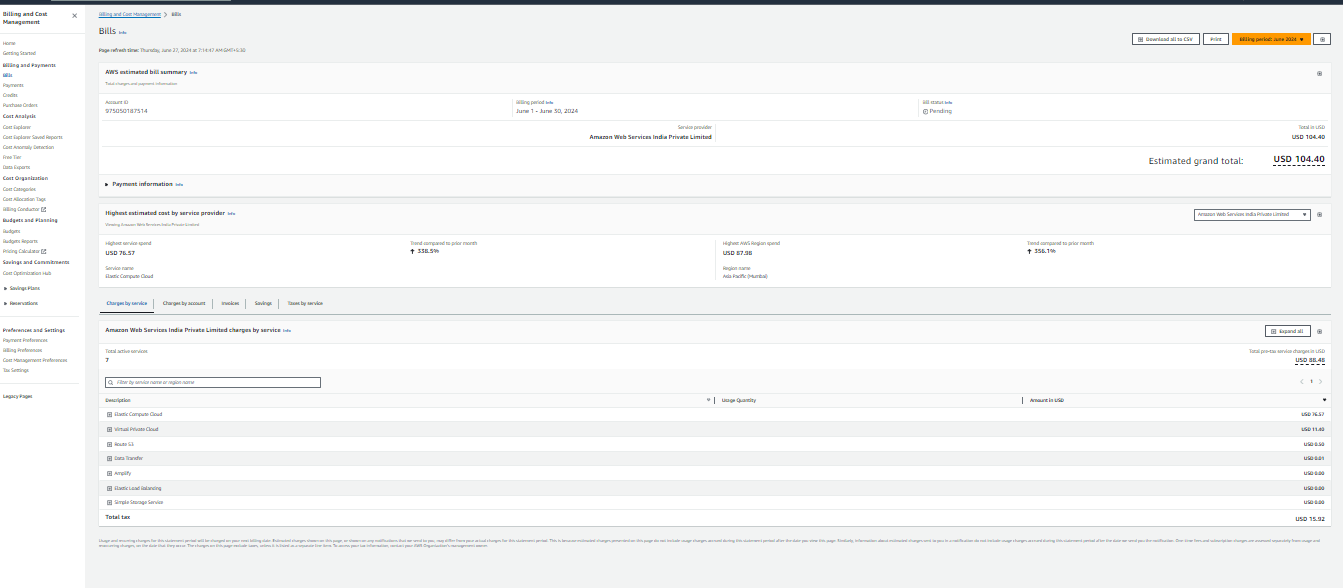 Billing and Cost Management
Home
Getting Started
Billing and Payments
Bills
Payments
Credits
Purchase Orders
Cost Analysis
Cost Explorer
Cost Explorer Saved Reports
Cost Anomaly Detection
Free Tier
Data Exports
Cost Organization
Cost Categories
Cost Allocation Tags
Billing Conductor
Budgets and Planning
Budgets
Budgets Reports
Pricing Calculator
Savings and Commitments
Cost Optimization Hub
Savings Plans
Reservations
Preferences and Settings
Payment Preferences
Billing Preferences
Cost Management Preferences
Tax Settings
Legacy Pages
Billing and Cost Management > Bills
Bills Info
Page refresh time: Thursday, June 27, 2024 at 7:14:47 AM GMT+5:30
Download all to CSV Print Billing period: June 2024
AWS estimated bill summary Info
Total charges and payment information
Account ID Billing period Info Bill status Info
975050187514 June 1 - June 30, 2024 Pending
Service provider Total in USD
Amazon Web Services India Private Limited USD 104.40
Estimated grand total: USD 104.40
Payment information Info
Highest estimated cost by service provider Info
Viewing Amazon Web Services India Private Limited
Amazon Web Services India Private Limited
Highest service spend Trend compared to prior month Highest AWS Region spend Trend compared to prior month
USD 76.57 338.5% USD 87.98 356.1%
Service name Region name
Elastic Compute Cloud Asia Pacific (Mumbai)
Charges by service Charges by account Invoices Savings Taxes by service
Amazon Web Services India Private Limited charges by service Info
Expand all
Total active services Total pre-tax service charges in USD
7 USD 88.48
Filter by service name or region name
1
Description Usage Quantity Amount in USD
Elastic Compute Cloud USD 76.57
Virtual Private Cloud USD 11.40
Route 53 USD 0.50
Data Transfer USD 0.01
Amplify USD 0.00
Elastic Load Balancing USD 0.00
Simple Storage Service USD 0.00
Total tax USD 15.92